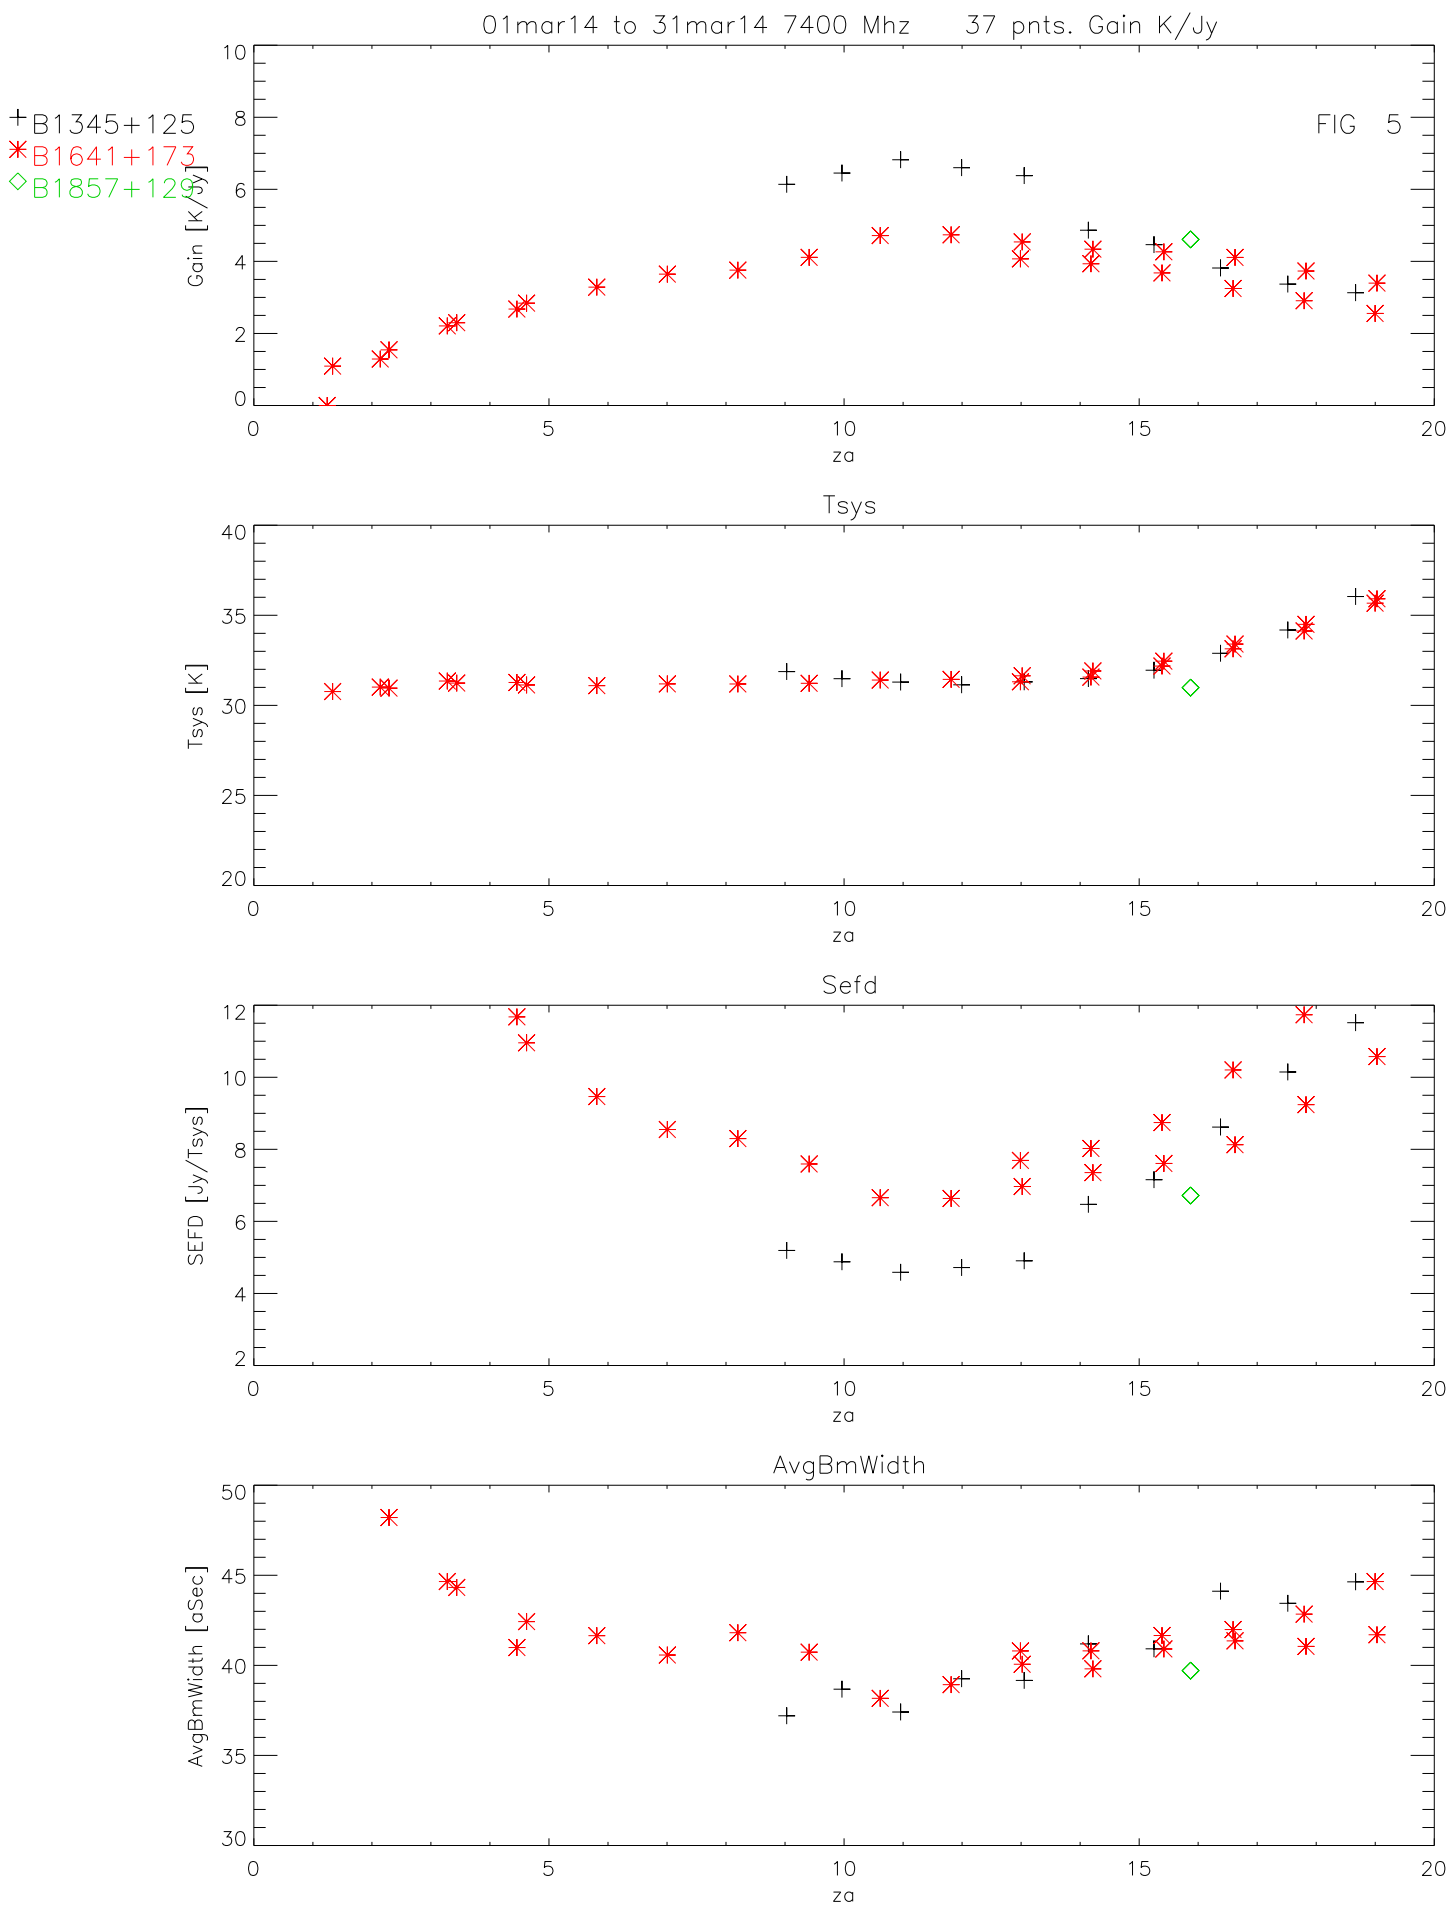 01mar14 to 31mar14 7400 Mhz 37 pnts. Gain K/Jy
B1345+125
B1641+173
B1857+129
FIG 5
Gain [K/Jy]
10
8
6
4
2
0
0 5 10 15 20
za
Tsys
Tsys [K]
40
35
30
25
20
0 5 10 15 20
za
Sefd
SEFD [Jy/Tsys]
12
10
8
6
4
2
0 5 10 15 20
za
AvgBmWidth
AvgBmWidth [aSec]
50
45
40
35
30
0 5 10 15 20
za